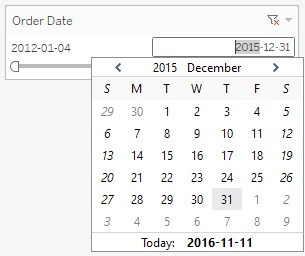 Order Date
2012-01-04 2015-12-31
2015 December
S M T W T F S
29 30 1 2 3 4 5
6 7 8 9 10 11 12
13 14 15 16 17 18 19
20 21 22 23 24 25 26
27 28 29 30 31 1 2
3 4 5 6 7 8 9
Today: 2016-11-11